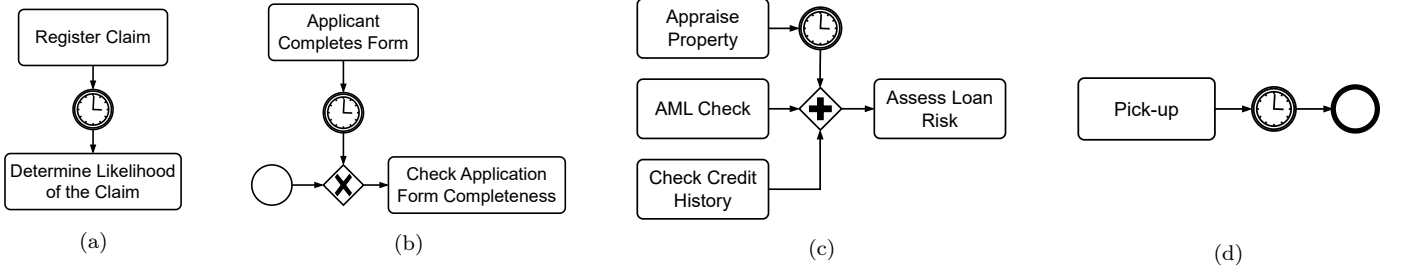 Register Claim
Determine Likelihood
of the Claim
(a)
Applicant
Completes Form
Check Application
Form Completeness
(b)
Appraise
Property
AML Check
Check Credit
History
Assess Loan
Risk
(c)
Pick-up
(d)